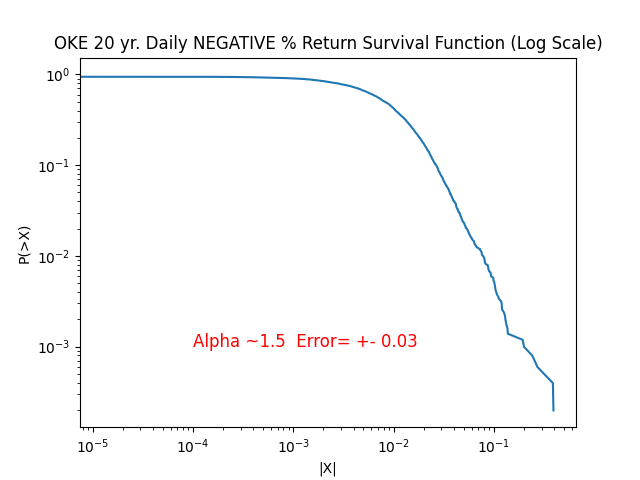 OKE 20 yr. Daily NEGATIVE % Return Survival Function (Log Scale)
10⁰
10⁻¹
10⁻²
10⁻³
P(>X)
Alpha ~1.5  Error= +- 0.03
10⁻⁵ 10⁻⁴ 10⁻³ 10⁻² 10⁻¹
|X|